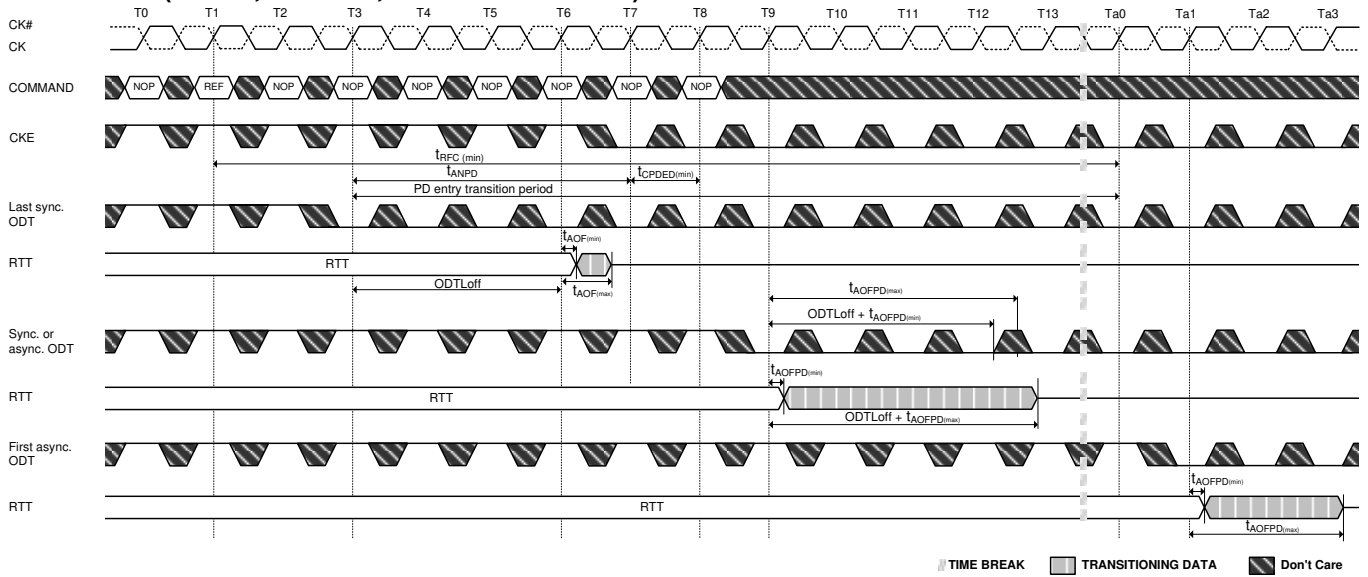 T0 T1 T2 T3 T4 T5 T6 T7 T8 T9 T10 T11 T12 T13 Ta0 Ta1 Ta2 Ta3
CK#
CK
COMMAND NOP REF NOP NOP NOP NOP NOP NOP NOP
CKE
tRFC (min)
tANPD tCPDED(min)
PD entry transition period
Last sync.
ODT
tAOF(min)
RTT RTT
ODTLoff tAOF(max)
tAOFPD(max)
ODTLoff + tAOFPD(min)
Sync. or
async. ODT
tAOFPD(min)
RTT RTT
ODTLoff + tAOFPD(max)
First async.
ODT
tAOFPD(min)
RTT RTT
tAOFPD(max)
TIME BREAK TRANSITIONING DATA Don't Care